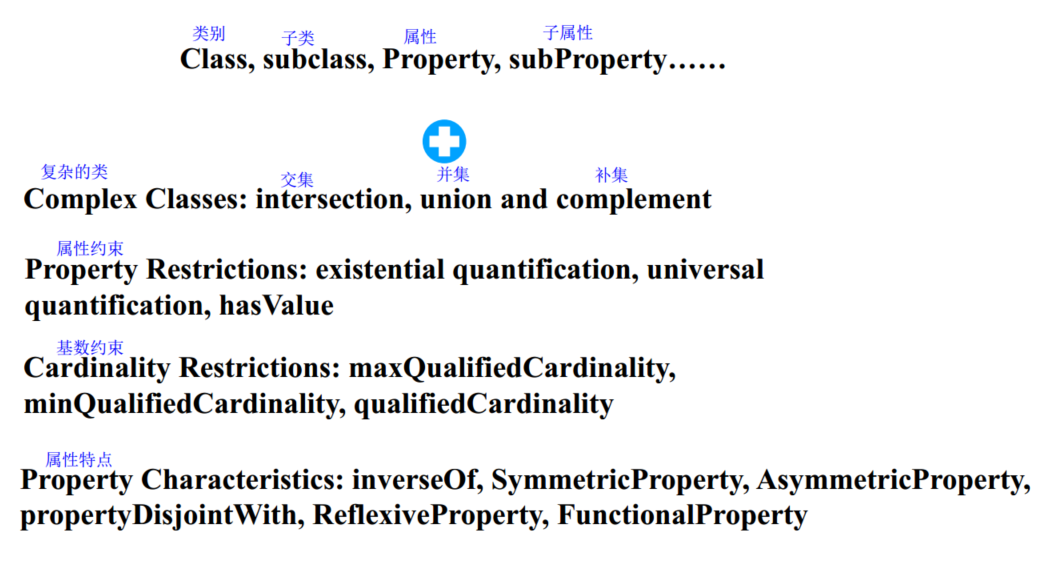 类别 子类 属性 子属性
Class, subclass, Property, subProperty……
复杂的类 交集 并集 补集
Complex Classes: intersection, union and complement
属性约束
Property Restrictions: existential quantification, universal
quantification, hasValue
基数约束
Cardinality Restrictions: maxQualifiedCardinality,
minQualifiedCardinality, qualifiedCardinality
属性特点
Property Characteristics: inverseOf, SymmetricProperty, AsymmetricProperty,
propertyDisjointWith, ReflexiveProperty, FunctionalProperty